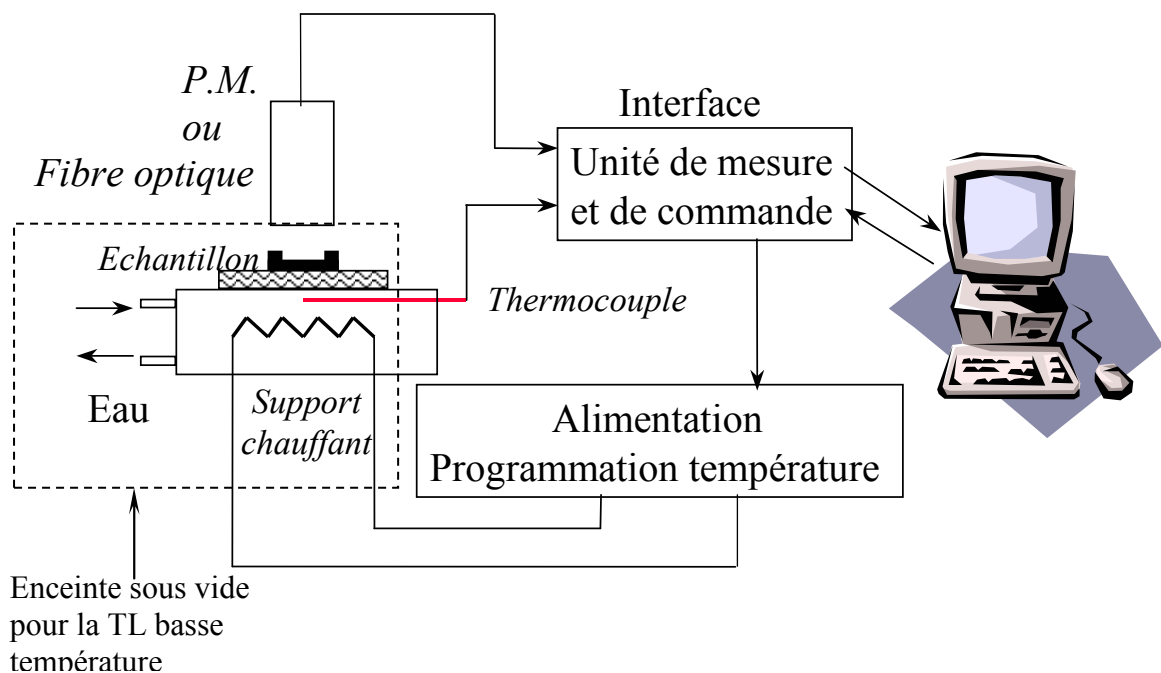 P.M.
ou
Fibre optique
Interface
Unité de mesure
et de commande
Echantillon
Thermocouple
Eau
Support
chauffant
Alimentation
Programmation température
Enceinte sous vide
pour la TL basse
température